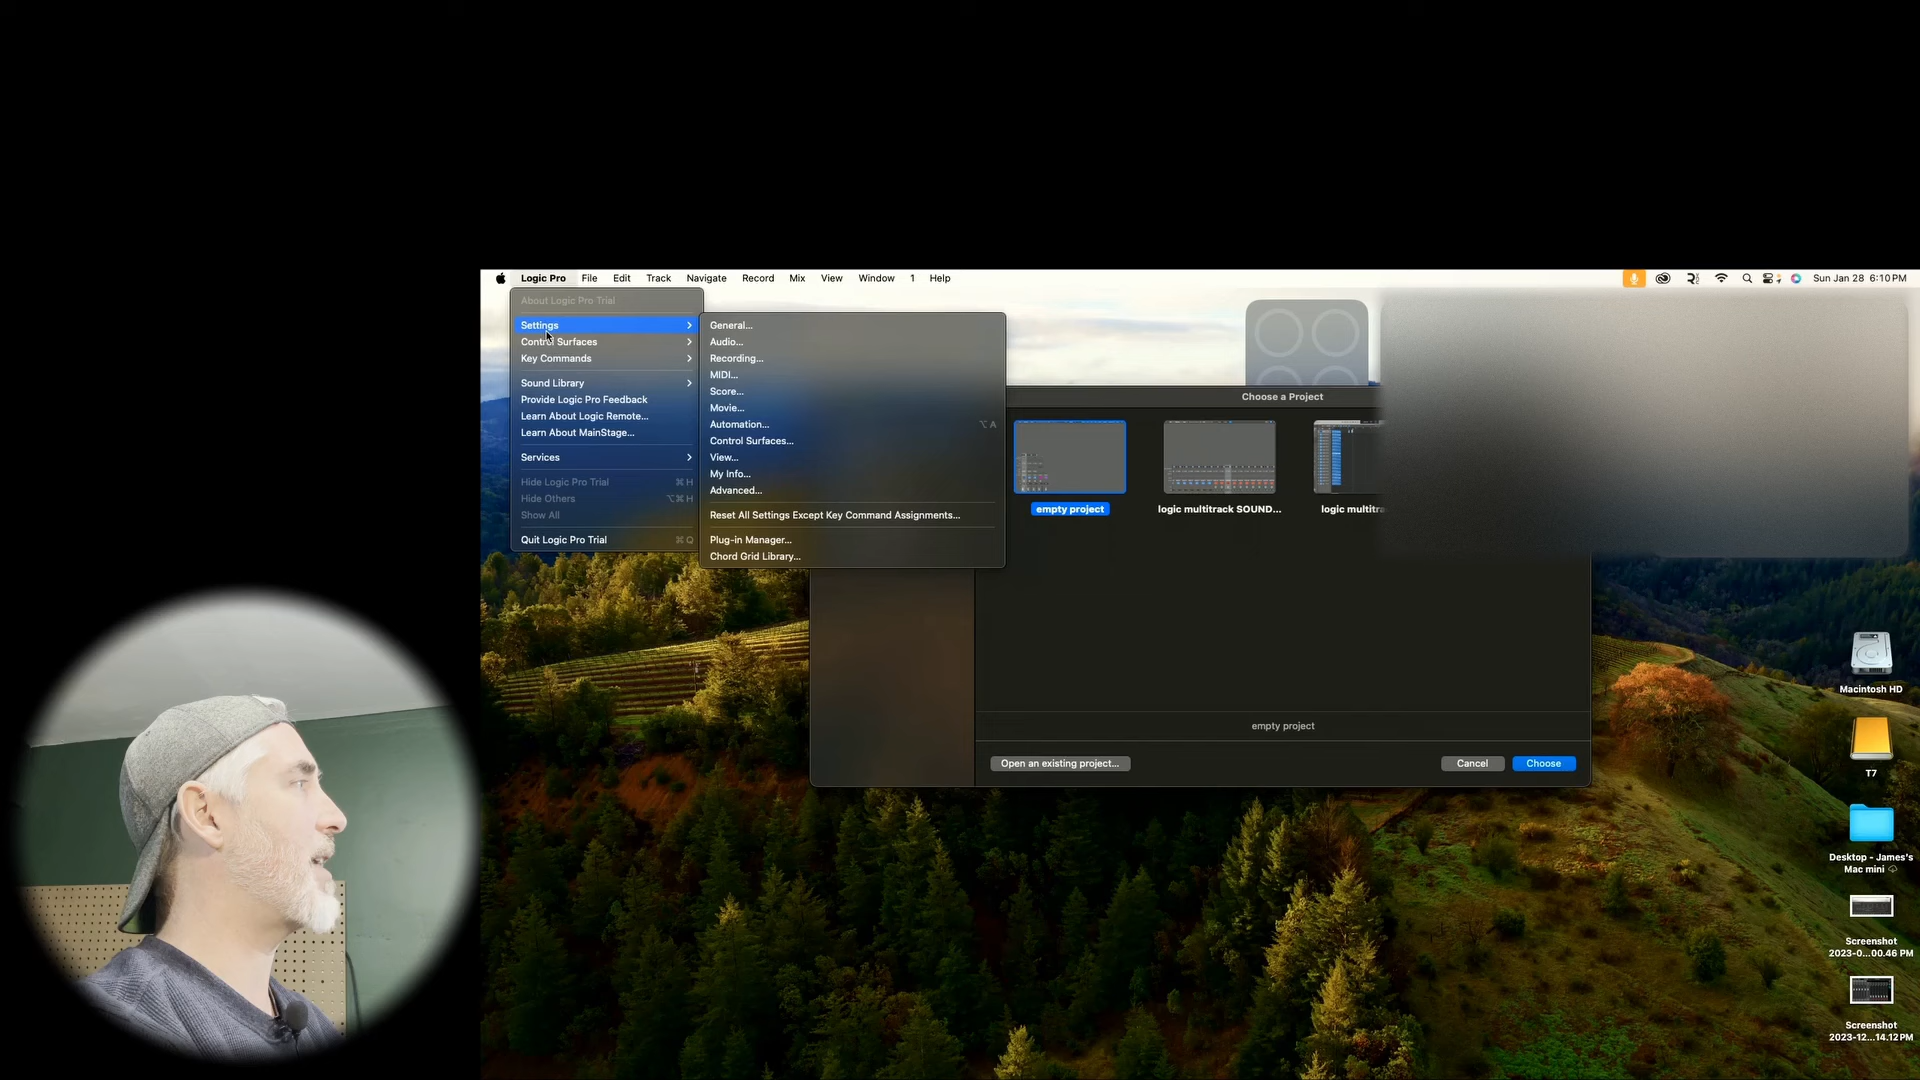 Logic Pro File Edit Track Navigate Record Mix View Window 1 Help
Sun Jan 28 6:10 PM
About Logic Pro Trial
Settings
Control Surfaces
Key Commands
Sound Library
Provide Logic Pro Feedback
Learn About Logic Remote...
Learn About MainStage...
Services
Hide Logic Pro Trial ⌘ H
Hide Others ⌥ ⌘ H
Show All
Quit Logic Pro Trial ⌘ Q
General...
Audio...
Recording...
MIDI...
Score...
Movie...
Automation... ⌥ A
Control Surfaces...
View...
My Info...
Advanced...
Reset All Settings Except Key Command Assignments...
Plug-in Manager...
Chord Grid Library...
Choose a Project
empty project
logic multitrack SOUND...
logic multitra
empty project
Open an existing project...
Cancel
Choose
Macintosh HD
T7
Desktop - James's
Mac mini
Screenshot
2023-0...00.46 PM
Screenshot
2023-12...14.12 PM